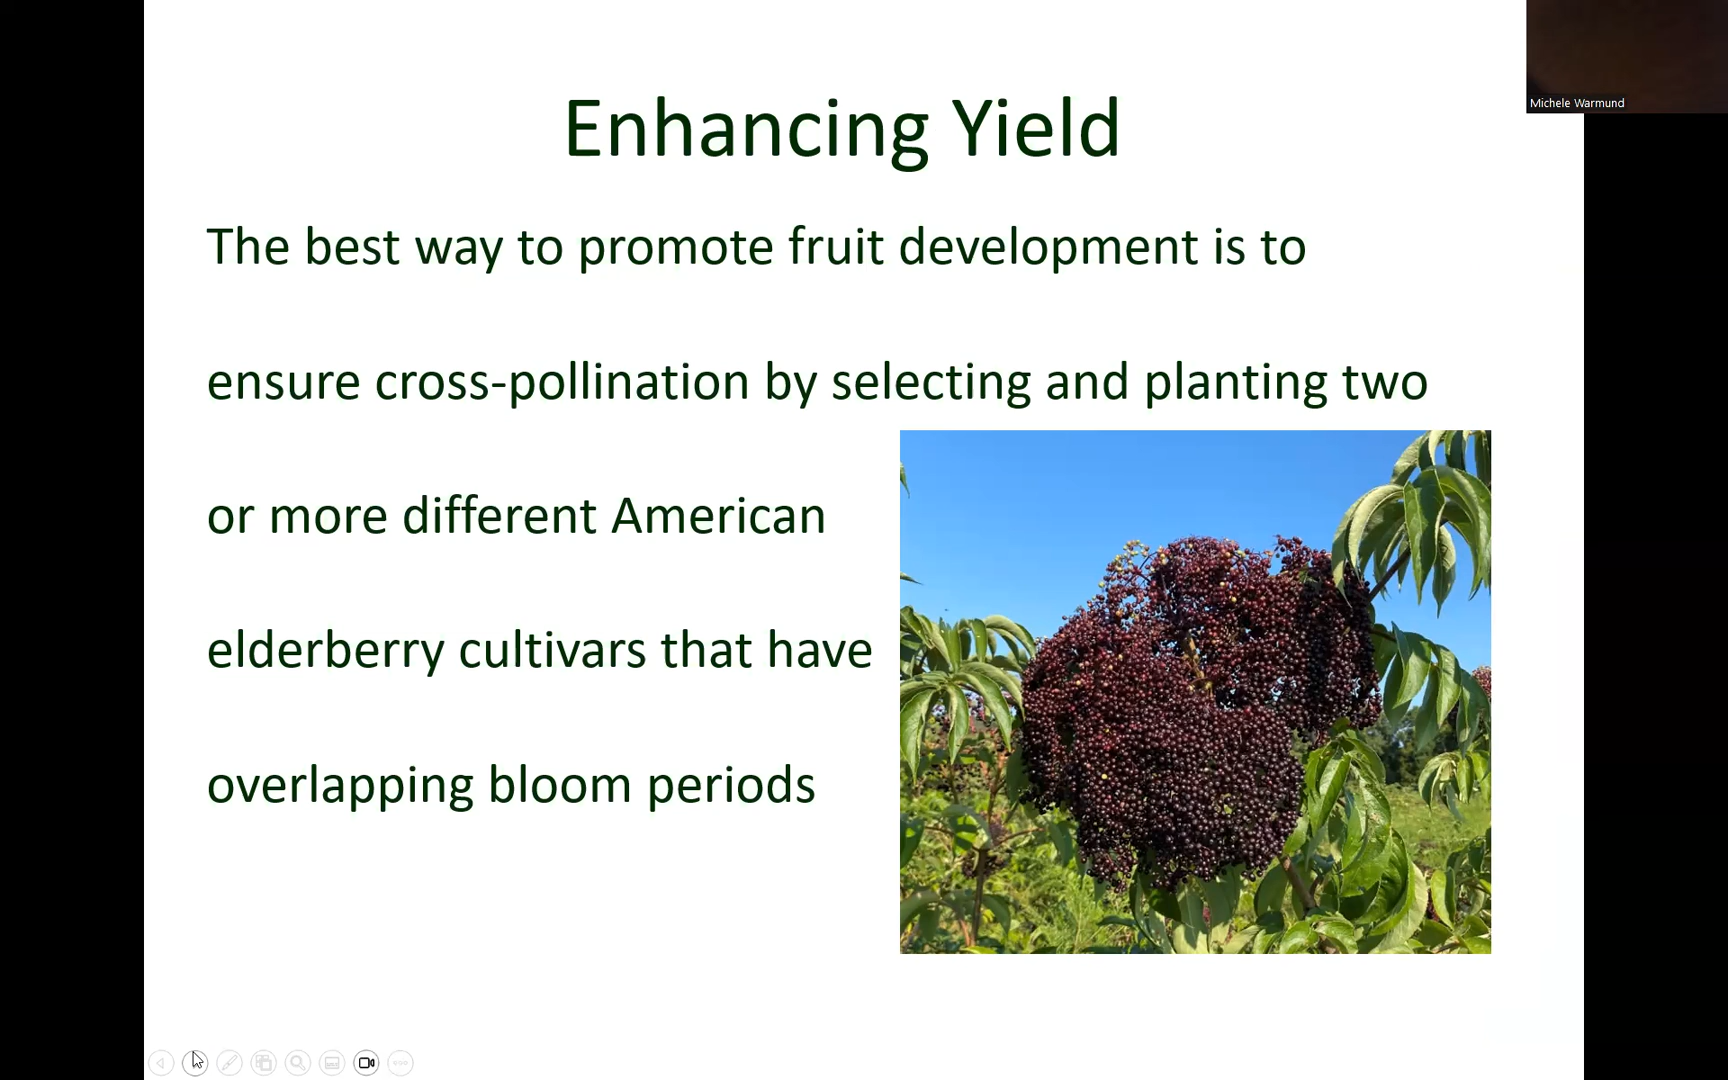 Michele Warmund
Enhancing Yield
The best way to promote fruit development is to
ensure cross-pollination by selecting and planting two
or more different American
elderberry cultivars that have
overlapping bloom periods